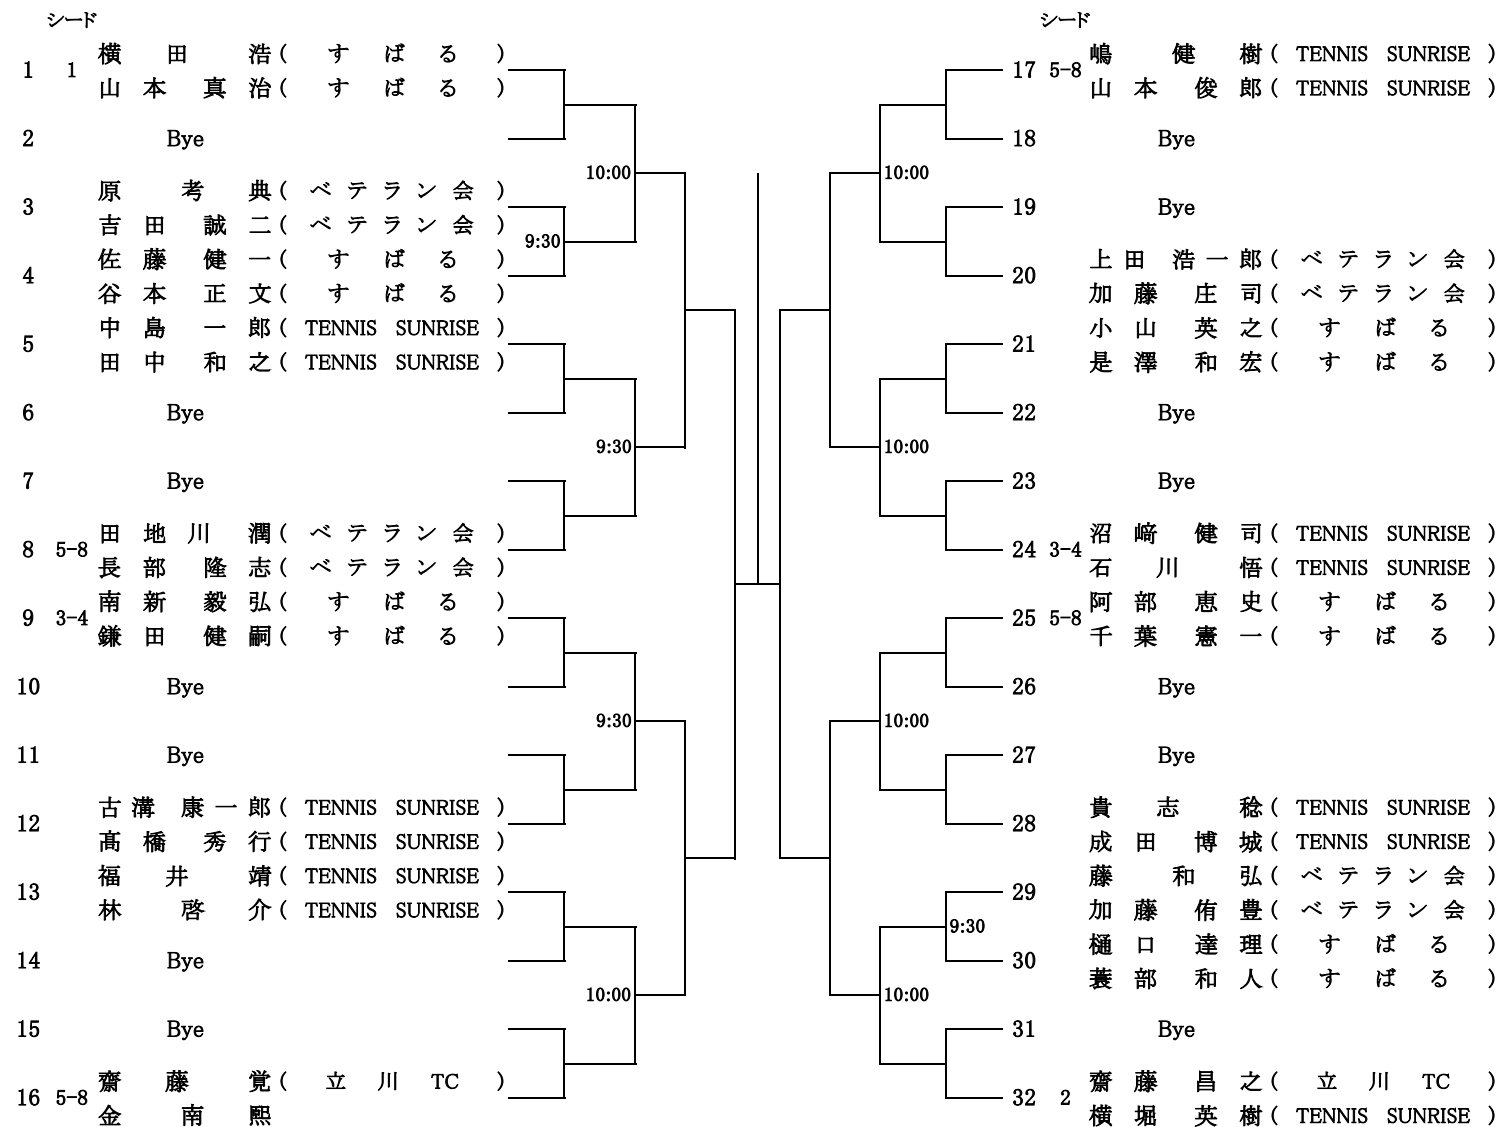 シード
1 1 横田 浩( すばる )
山本 真治( すばる )
2 Bye
10:00
3 原 考典( ベテラン会 )
吉田 誠二( ベテラン会 )
9:30
4 佐藤 健一( すばる )
谷本 正文( すばる )
5 中島 一郎( TENNIS SUNRISE )
田中 和之( TENNIS SUNRISE )
6 Bye
9:30
7 Bye
8 5-8 田地川 潤( ベテラン会 )
長部 隆志( ベテラン会 )
9 3-4 南新 毅弘( すばる )
鎌田 健嗣( すばる )
10 Bye
9:30
11 Bye
12 古溝 康一郎( TENNIS SUNRISE )
髙橋 秀行( TENNIS SUNRISE )
13 福井 靖( TENNIS SUNRISE )
林 啓介( TENNIS SUNRISE )
14 Bye
10:00
15 Bye
16 5-8 齋藤 覚( 立川 TC )
金 南熙
シード
17 5-8 嶋 健樹( TENNIS SUNRISE )
山本 俊郎( TENNIS SUNRISE )
18 Bye
10:00
19 Bye
20 上田 浩一郎( ベテラン会 )
加藤 庄司( ベテラン会 )
21 小山 英之( すばる )
是澤 和宏( すばる )
22 Bye
10:00
23 Bye
24 3-4 沼﨑 健司( TENNIS SUNRISE )
石川 悟( TENNIS SUNRISE )
25 5-8 阿部 恵史( すばる )
千葉 憲一( すばる )
26 Bye
10:00
27 Bye
28 貴志 稔( TENNIS SUNRISE )
成田 博城( TENNIS SUNRISE )
29 藤 和弘( ベテラン会 )
加藤 侑豊( ベテラン会 )
9:30
30 樋口 達理( すばる )
蓑部 和人( すばる )
10:00
31 Bye
32 2 齋藤 昌之( 立川 TC )
横堀 英樹( TENNIS SUNRISE )